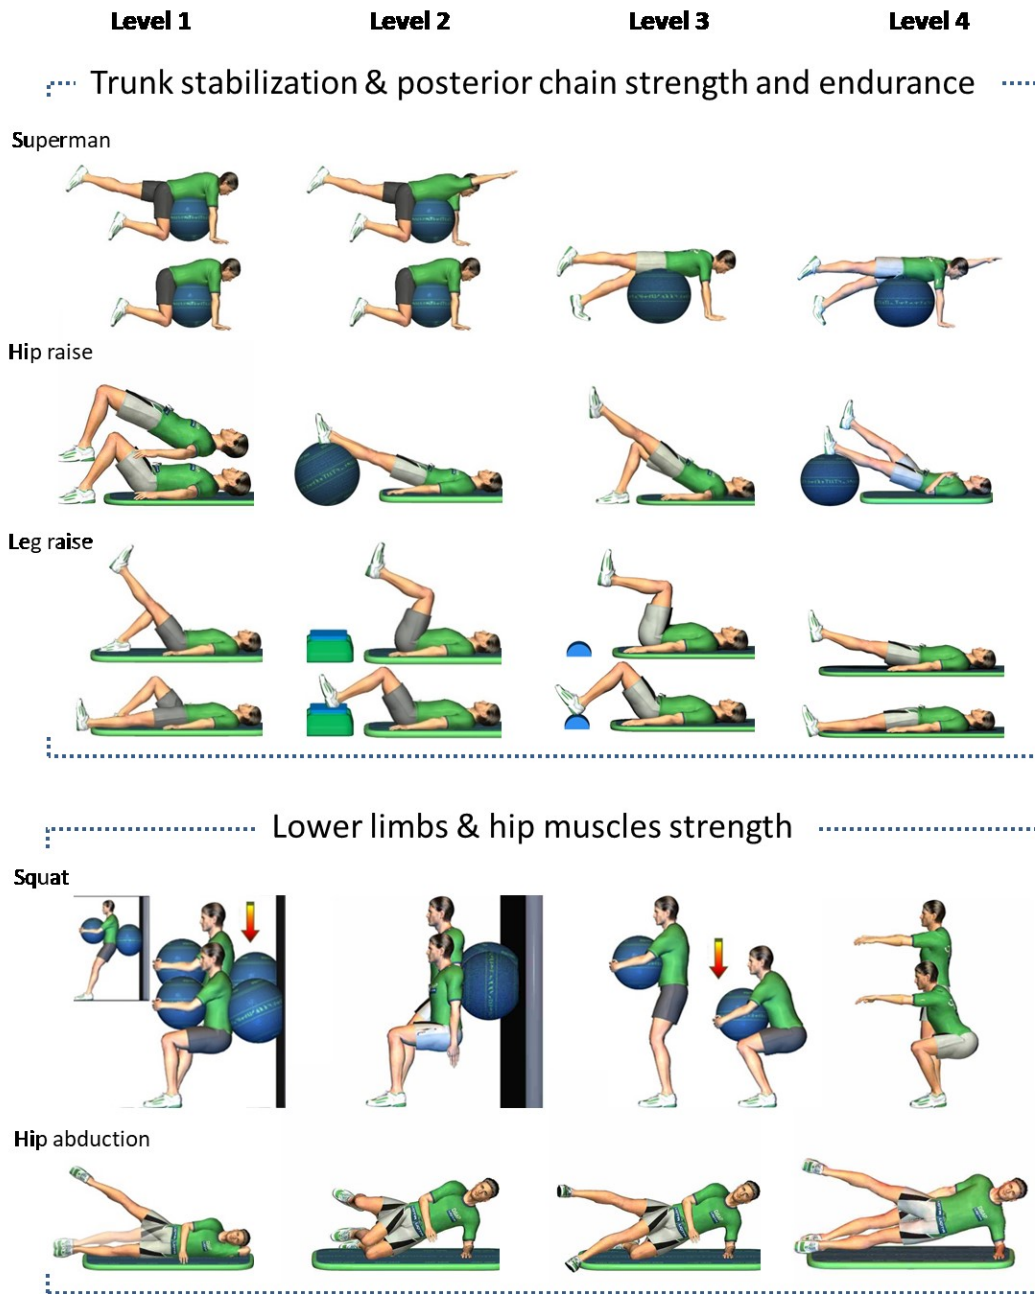 Level 1 Level 2 Level 3 Level 4
Trunk stabilization & posterior chain strength and endurance
Superman
Hip raise
Leg raise
Lower limbs & hip muscles strength
Squat
Hip abduction